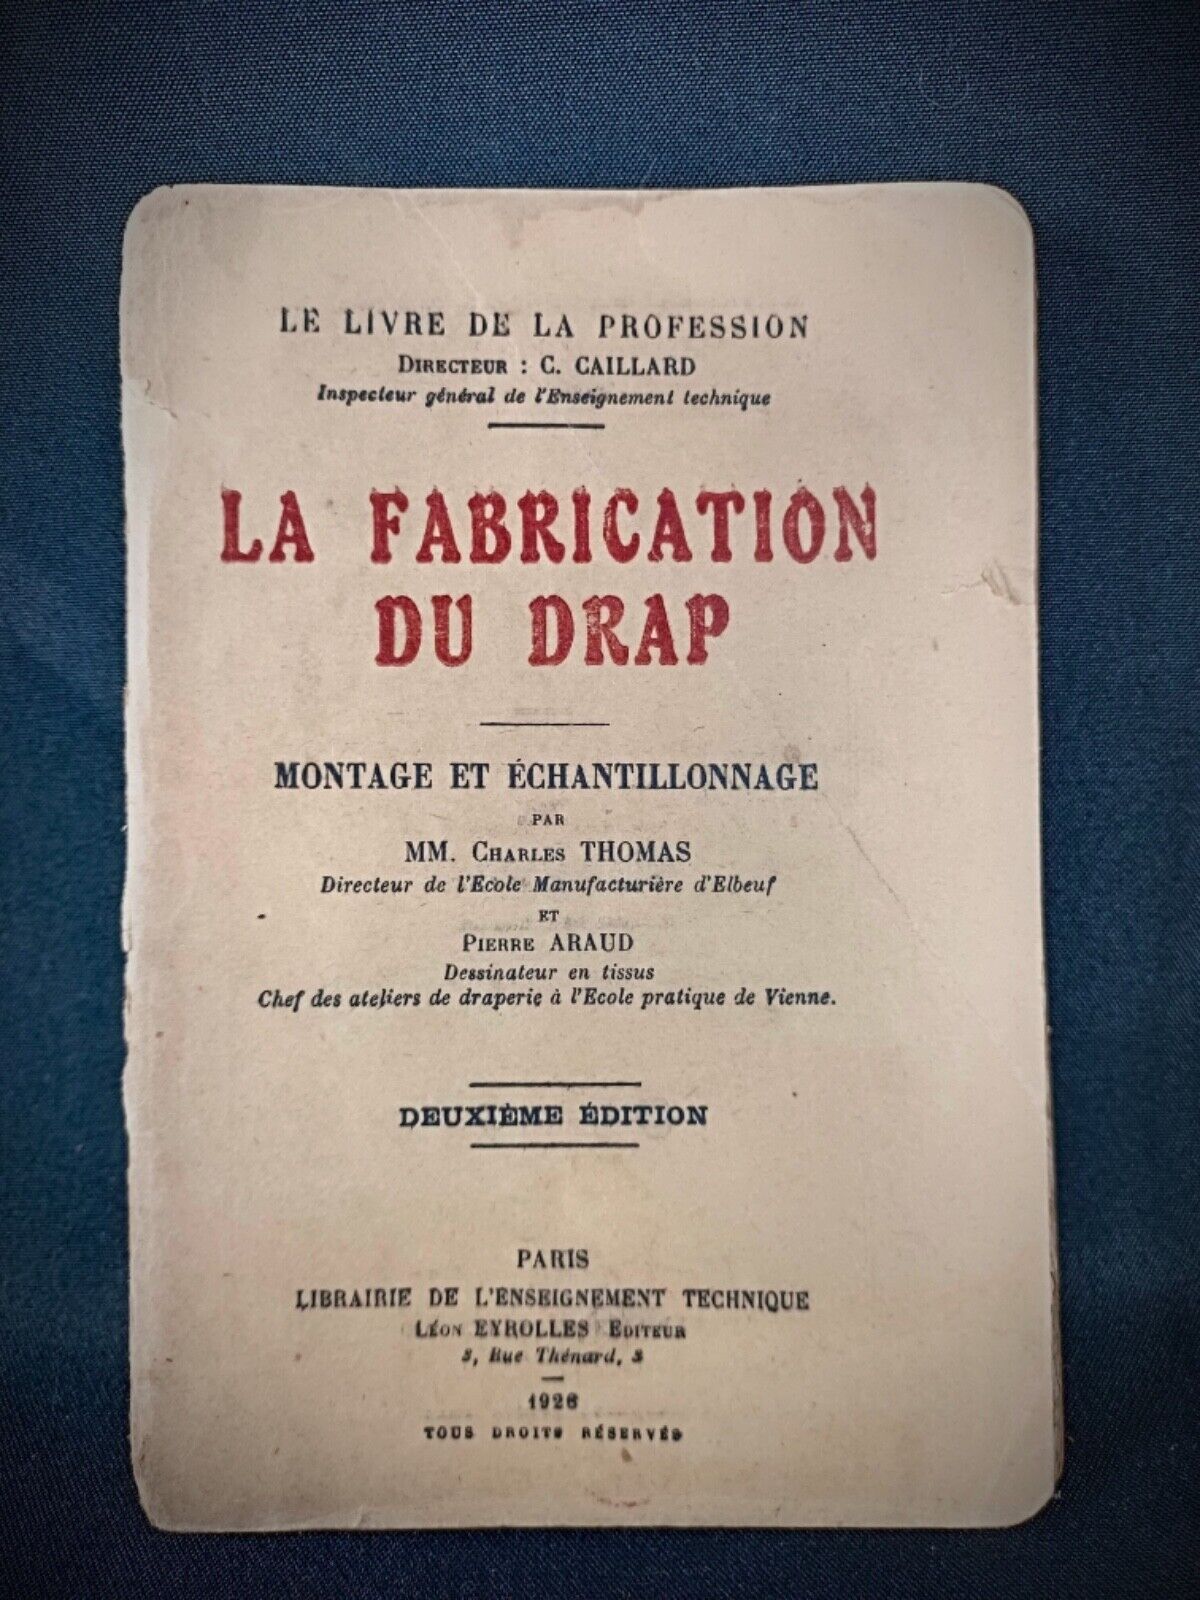 LE LIVRE DE LA PROFESSION
DIRECTEUR : C. CAILLARD
Inspecteur général de l'Enseignement technique
LA FABRICATION
DU DRAP
MONTAGE ET ÉCHANTILLONNAGE
PAR
MM. CHARLES THOMAS
Directeur de l'Ecole Manufacturière d'Elbeuf
ET
PIERRE ARAUD
Dessinateur en tissus
Chef des ateliers de draperie à l'Ecole pratique de Vienne.
DEUXIÈME ÉDITION
PARIS
LIBRAIRIE DE L'ENSEIGNEMENT TECHNIQUE
LÉON EYROLLES EDITEUR
3, Rue Thénard, 3
1926
TOUS DROITS RÉSERVÉS